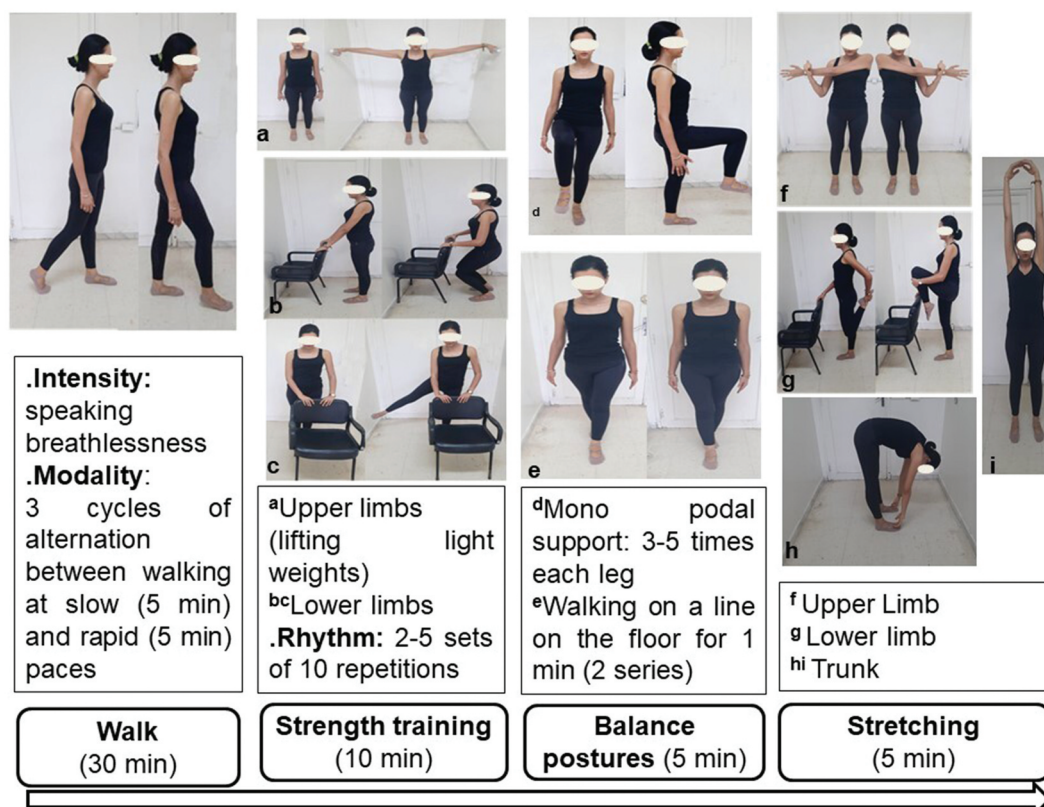 a
b
c
d
e
f
g
h
i
.Intensity:
speaking
breathlessness
.Modality:
3 cycles of
alternation
between walking
at slow (5 min)
and rapid (5 min)
paces
ᵃUpper limbs
(lifting light
weights)
ᵇᶜLower limbs
.Rhythm: 2-5 sets
of 10 repetitions
ᵈMono podal
support: 3-5 times
each leg
ᵉWalking on a line
on the floor for 1
min (2 series)
ᶠ Upper Limb
ᵍ Lower limb
ʰⁱ Trunk
Walk
(30 min)
Strength training
(10 min)
Balance
postures (5 min)
Stretching
(5 min)